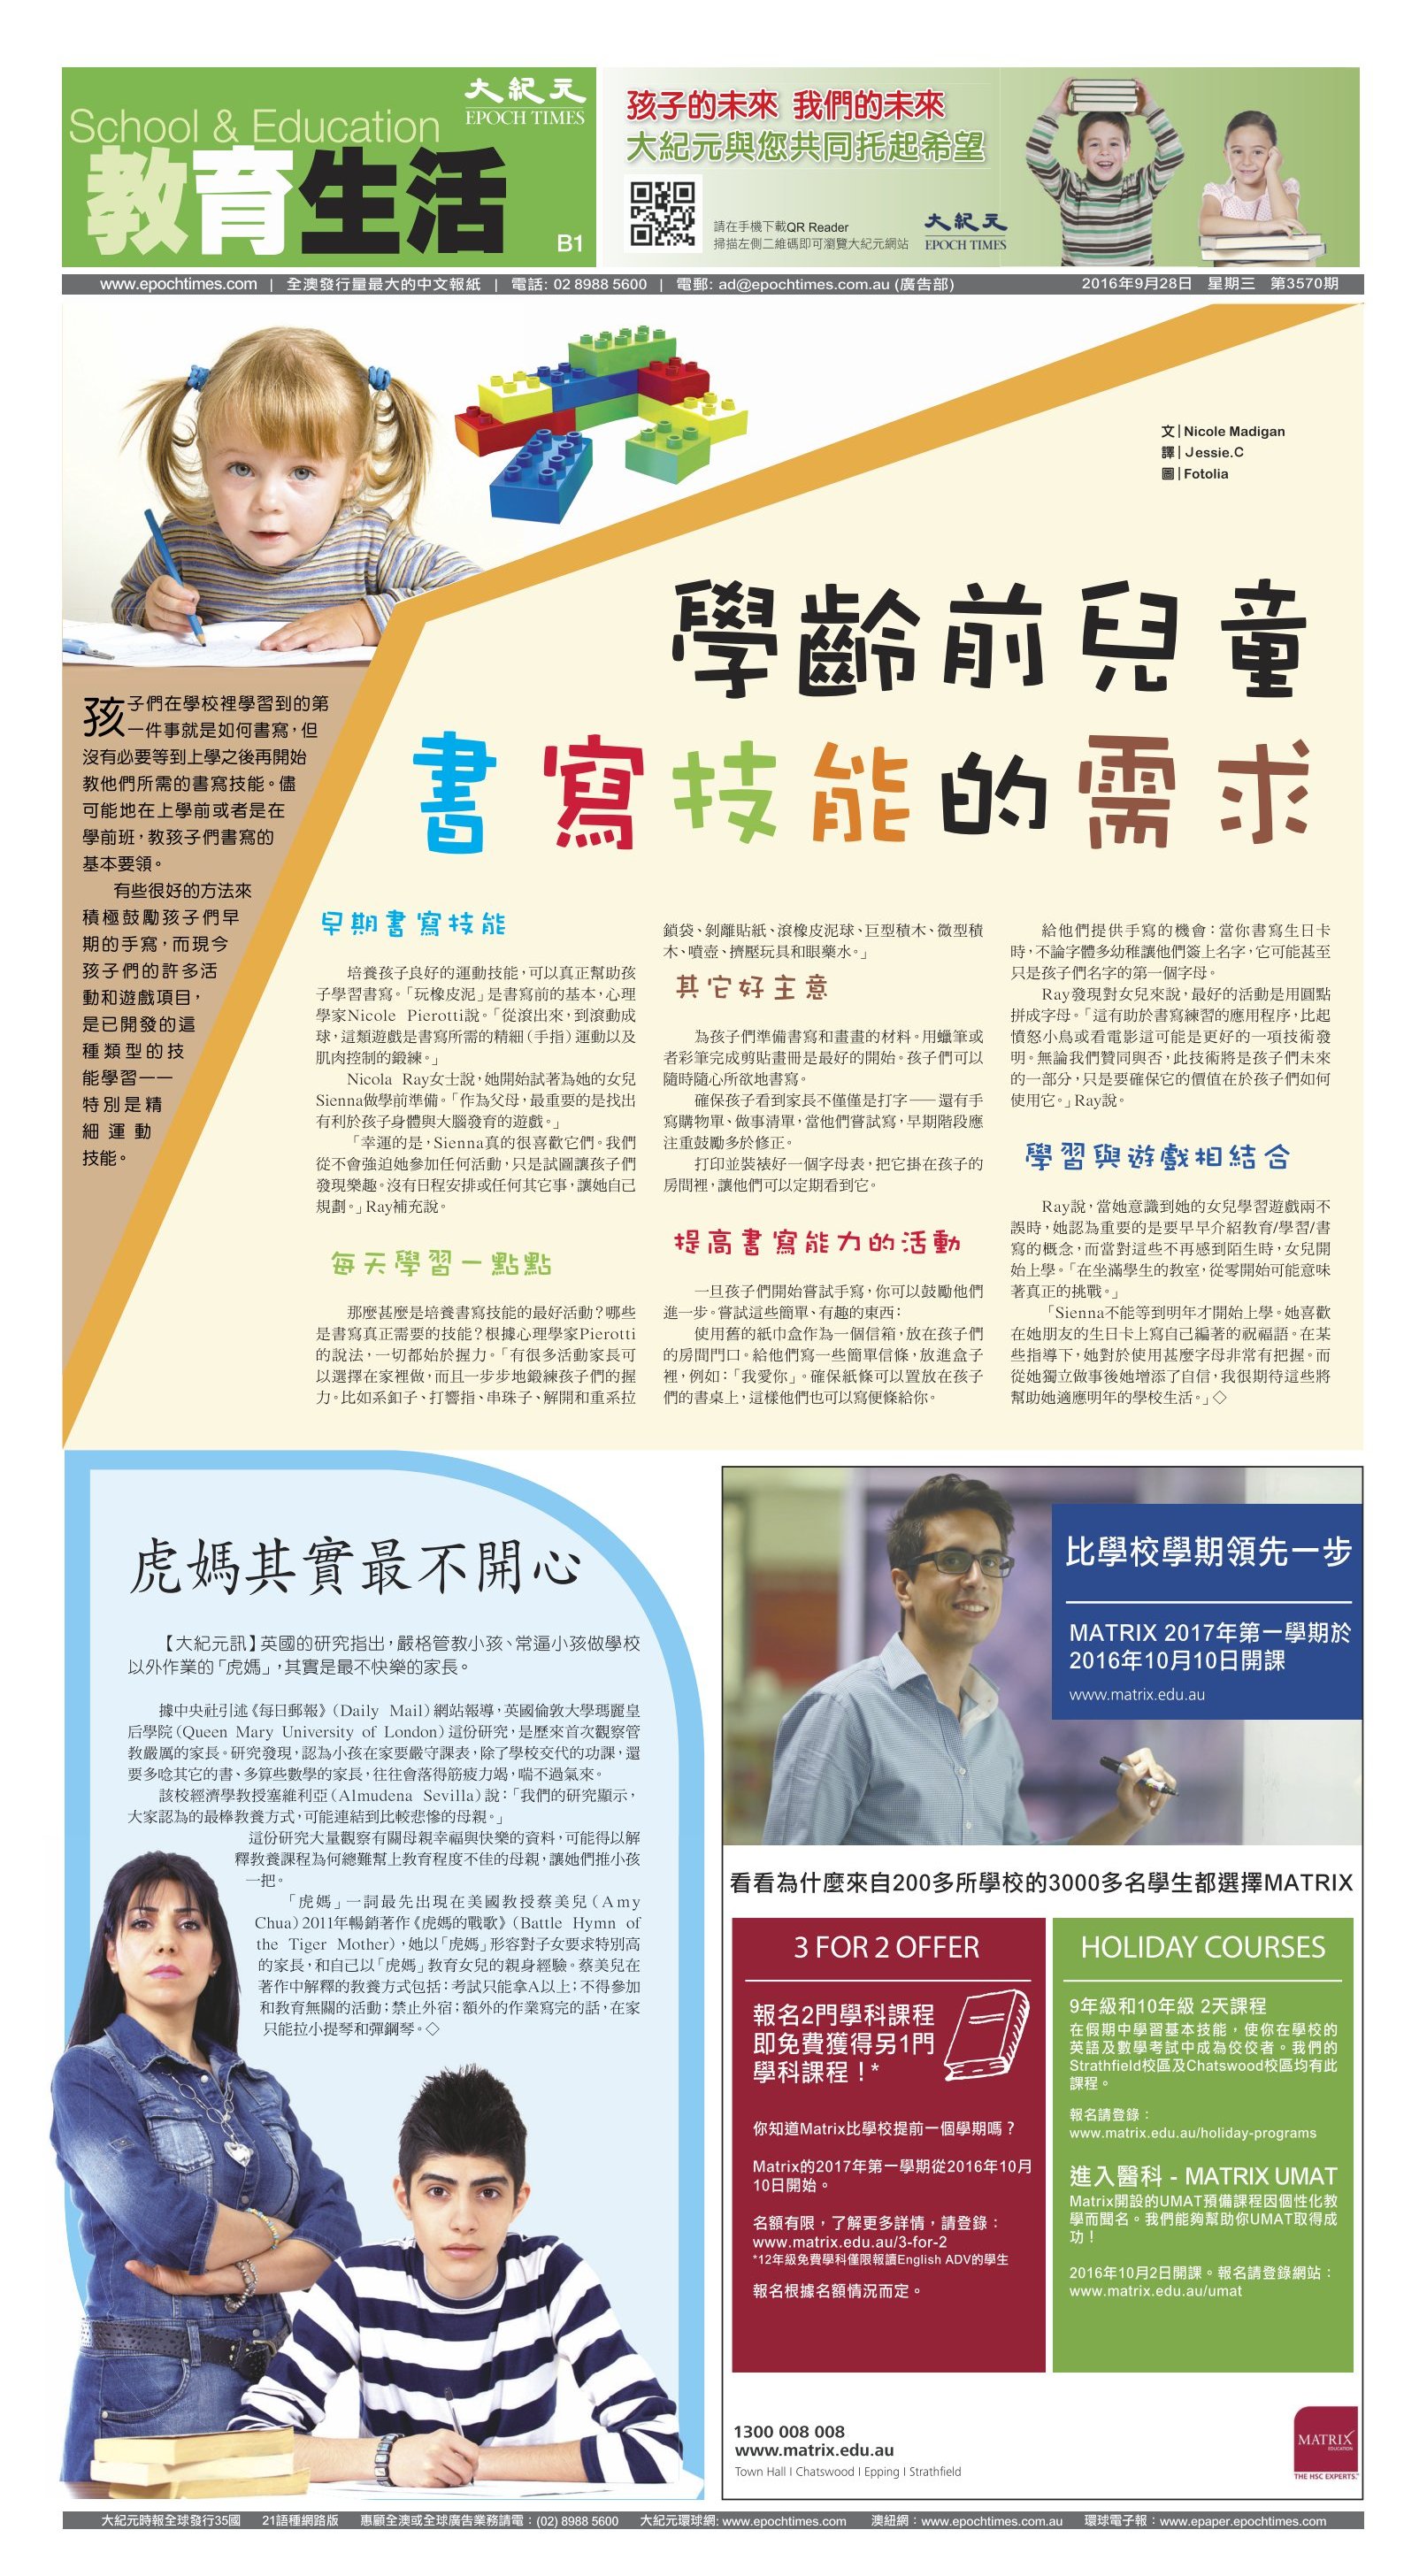 School & Education
大紀元
EPOCH TIMES
教育生活
B1
孩子的未來 我們的未來
大紀元與您共同托起希望
請在手機下載QR Reader
掃描左側二維碼即可瀏覽大紀元網站
大紀元
EPOCH TIMES
www.epochtimes.com | 全澳發行量最大的中文報紙 | 電話: 02 8988 5600 | 電郵: ad@epochtimes.com.au (廣告部) 2016年9月28日 星期三 第3570期
文|Nicole Madigan
譯|Jessie.C
圖|Fotolia
學齡前兒童
書寫技能的需求
孩子們在學校裡學習到的第
一件事就是如何書寫，但
沒有必要等到上學之後再開始
教他們所需的書寫技能。儘
可能地在上學前或者是在
學前班，教孩子們書寫的
基本要領。
有些很好的方法來
積極鼓勵孩子們早
期的手寫，而現今
孩子們的許多活
動和遊戲項目，
是已開發的這
種類型的技
能學習——
特別是精
細運動
技能。
早期書寫技能
培養孩子良好的運動技能，可以真正幫助孩
子學習書寫。「玩橡皮泥」是書寫前的基本，心理
學家Nicole Pierotti說。「從滾出來，到滾動成
球，這類遊戲是書寫所需的精細（手指）運動以及
肌肉控制的鍛練。」
Nicola Ray女士說，她開始試著為她的女兒
Sienna做學前準備。「作為父母，最重要的是找出
有利於孩子身體與大腦發育的遊戲。」
「幸運的是，Sienna真的很喜歡它們。我們
從不會強迫她參加任何活動，只是試圖讓孩子們
發現樂趣。沒有日程安排或任何其它事，讓她自己
規劃。」Ray補充說。
每天學習一點點
那麼甚麼是培養書寫技能的最好活動？哪些
是書寫真正需要的技能？根據心理學家Pierotti
的說法，一切都始於握力。「有很多活動家長可
以選擇在家裡做，而且一步步地鍛練孩子們的握
力。比如系釦子、打響指、串珠子、解開和重系拉
鎖袋、剝離貼紙、滾橡皮泥球、巨型積木、微型積
木、噴壺、擠壓玩具和眼藥水。」
其它好主意
為孩子們準備書寫和畫畫的材料。用蠟筆或
者彩筆完成剪貼畫冊是最好的開始。孩子們可以
隨時隨心所欲地書寫。
確保孩子看到家長不僅僅是打字——還有手
寫購物單、做事清單，當他們嘗試寫，早期階段應
注重鼓勵多於修正。
打印並裝裱好一個字母表，把它掛在孩子的
房間裡，讓他們可以定期看到它。
提高書寫能力的活動
一旦孩子們開始嘗試手寫，你可以鼓勵他們
進一步。嘗試這些簡單、有趣的東西：
使用舊的紙巾盒作為一個信箱，放在孩子們
的房間門口。給他們寫一些簡單信條，放進盒子
裡，例如：「我愛你」。確保紙條可以置放在孩子
們的書桌上，這樣他們也可以寫便條給你。
給他們提供手寫的機會：當你書寫生日卡
時，不論字體多幼稚讓他們簽上名字，它可能甚至
只是孩子們名字的第一個字母。
Ray發現對女兒來說，最好的活動是用圓點
拼成字母。「這有助於書寫練習的應用程序，比起
憤怒小鳥或看電影這可能是更好的一項技術發
明。無論我們贊同與否，此技術將是孩子們未來
的一部分，只是要確保它的價值在於孩子們如何
使用它。」Ray說。
學習與遊戲相結合
Ray說，當她意識到她的女兒學習遊戲兩不
誤時，她認為重要的是要早早介紹教育/學習/書
寫的概念，而當對這些不再感到陌生時，女兒開
始上學。「在坐滿學生的教室，從零開始可能意味
著真正的挑戰。」
「Sienna不能等到明年才開始上學。她喜歡
在她朋友的生日卡上寫自己編著的祝福語。在某
些指導下，她對於使用甚麼字母非常有把握。而
從她獨立做事後她增添了自信，我很期待這些將
幫助她適應明年的學校生活。」◇
虎媽其實最不開心
【大紀元訊】英國的研究指出，嚴格管教小孩、常逼小孩做學校
以外作業的「虎媽」，其實是最不快樂的家長。
據中央社引述《每日郵報》（Daily Mail）網站報導，英國倫敦大學瑪麗皇
后學院（Queen Mary University of London）這份研究，是歷來首次觀察管
教嚴厲的家長。研究發現，認為小孩在家要嚴守課表，除了學校交代的功課，還
要多唸其它的書、多算些數學的家長，往往會落得筋疲力竭，喘不過氣來。
該校經濟學教授塞維利亞（Almudena Sevilla）說：「我們的研究顯示，
大家認為的最棒教養方式，可能連結到比較悲慘的母親。」
這份研究大量觀察有關母親幸福與快樂的資料，可能得以解
釋教養課程為何總難幫上教育程度不佳的母親，讓她們推小孩
一把。
「虎媽」一詞最先出現在美國教授蔡美兒（Amy
Chua）2011年暢銷著作《虎媽的戰歌》（Battle Hymn of
the Tiger Mother），她以「虎媽」形容對子女要求特別高
的家長，和自己以「虎媽」教育女兒的親身經驗。蔡美兒在
著作中解釋的教養方式包括：考試只能拿A以上；不得參加
和教育無關的活動；禁止外宿；額外的作業寫完的話，在家
只能拉小提琴和彈鋼琴。◇
比學校學期領先一步
MATRIX 2017年第一學期於
2016年10月10日開課
www.matrix.edu.au
看看為什麼來自200多所學校的3000多名學生都選擇MATRIX
3 FOR 2 OFFER
報名2門學科課程
即免費獲得另1門
學科課程！*
你知道Matrix比學校提前一個學期嗎？
Matrix的2017年第一學期從2016年10月
10日開始。
名額有限，了解更多詳情，請登錄：
www.matrix.edu.au/3-for-2
*12年級免費學科僅限報讀English ADV的學生
報名根據名額情況而定。
HOLIDAY COURSES
9年級和10年級 2天課程
在假期中學習基本技能，使你在學校的
英語及數學考試中成為佼佼者。我們的
Strathfield校區及Chatswood校區均有此
課程。
報名請登錄：
www.matrix.edu.au/holiday-programs
進入醫科 - MATRIX UMAT
Matrix開設的UMAT預備課程因個性化教
學而聞名。我們能夠幫助你UMAT取得成
功！
2016年10月2日開課。報名請登錄網站：
www.matrix.edu.au/umat
1300 008 008
www.matrix.edu.au
Town Hall | Chatswood | Epping | Strathfield
MATRIX
EDUCATION
THE HSC EXPERTS.
大紀元時報全球發行35國 21語種網路版 惠顧全澳或全球廣告業務請電：(02) 8988 5600 大紀元環球網: www.epochtimes.com 澳紐網：www.epochtimes.com.au 環球電子報：www.epaper.epochtimes.com